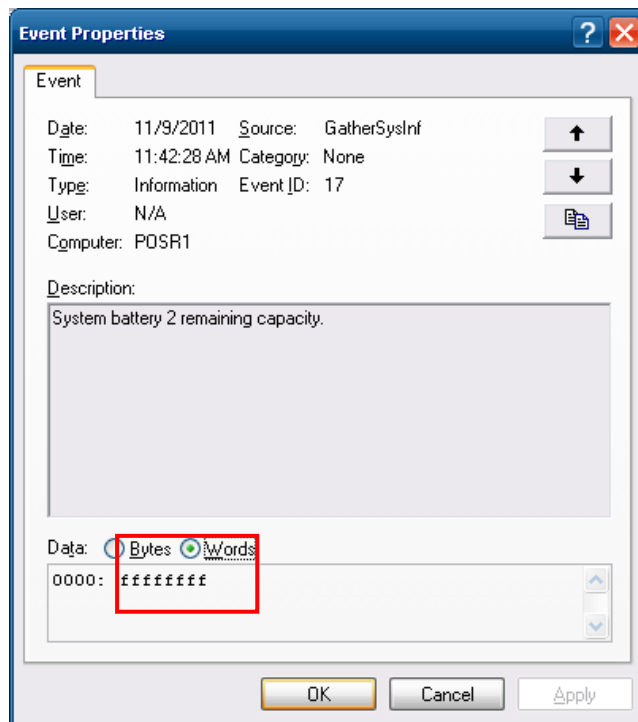 Event Properties
Event
Date: 11/9/2011 Source: GatherSysInf
Time: 11:42:28 AM Category: None
Type: Information Event ID: 17
User: N/A
Computer: POSR1
Description:
System battery 2 remaining capacity.
Data: Bytes Words
0000: ffffffff
OK Cancel Apply